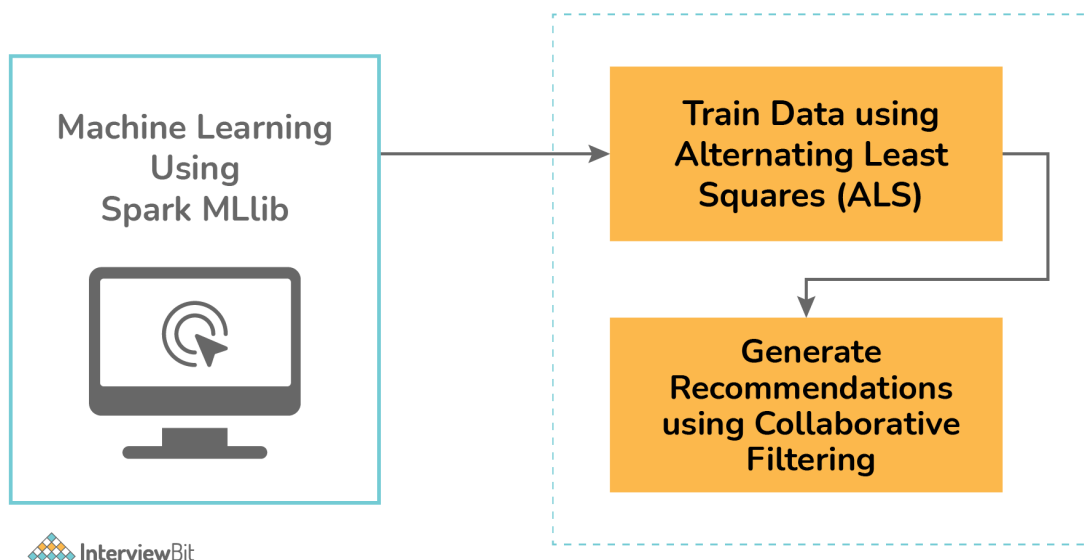 Machine Learning
Using
Spark MLlib
Train Data using
Alternating Least
Squares (ALS)
Generate
Recommendations
using Collaborative
Filtering
InterviewBit